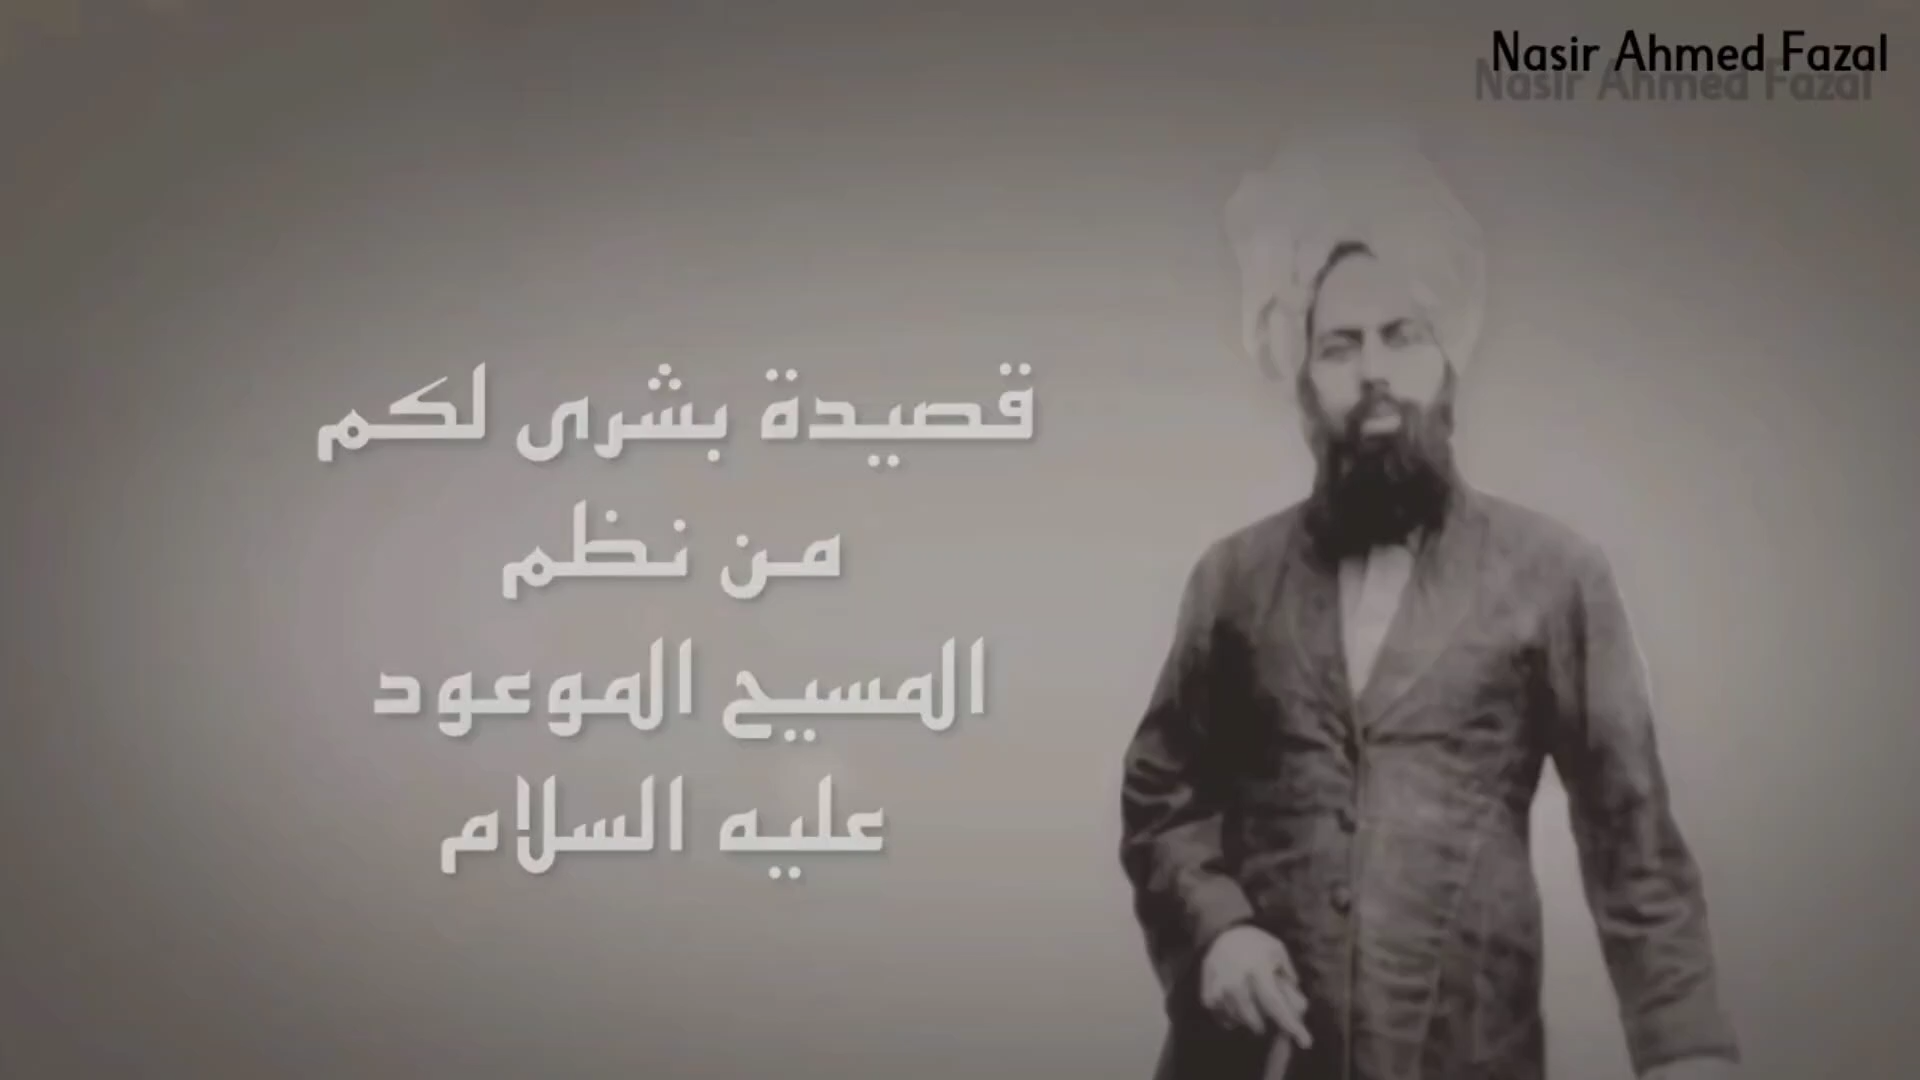 Nasir Ahmed Fazal
قصيدة بشرى لكم
من نظم
المسيح الموعود
عليه السلام